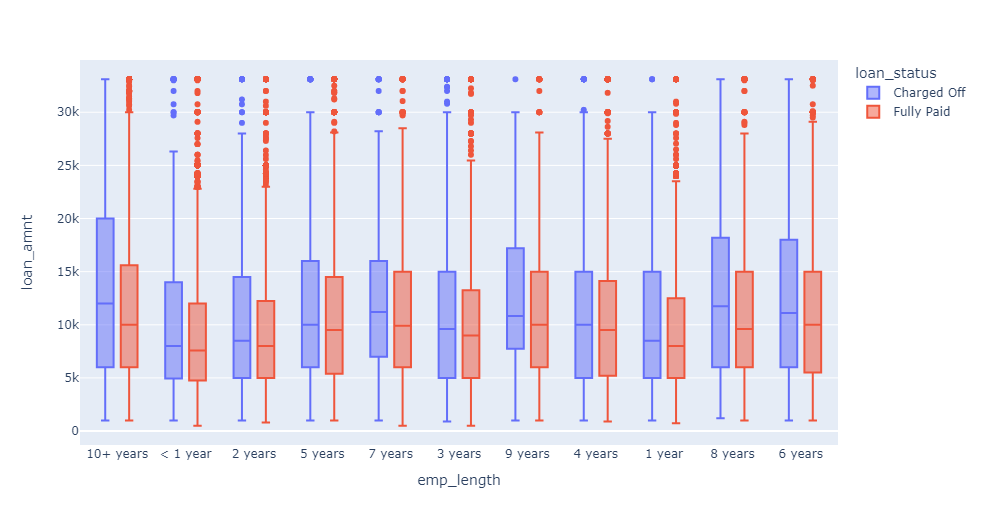 loan_status
Charged Off
Fully Paid
loan_amnt
30k
25k
20k
15k
10k
5k
0
10+ years < 1 year 2 years 5 years 7 years 3 years 9 years 4 years 1 year 8 years 6 years
emp_length